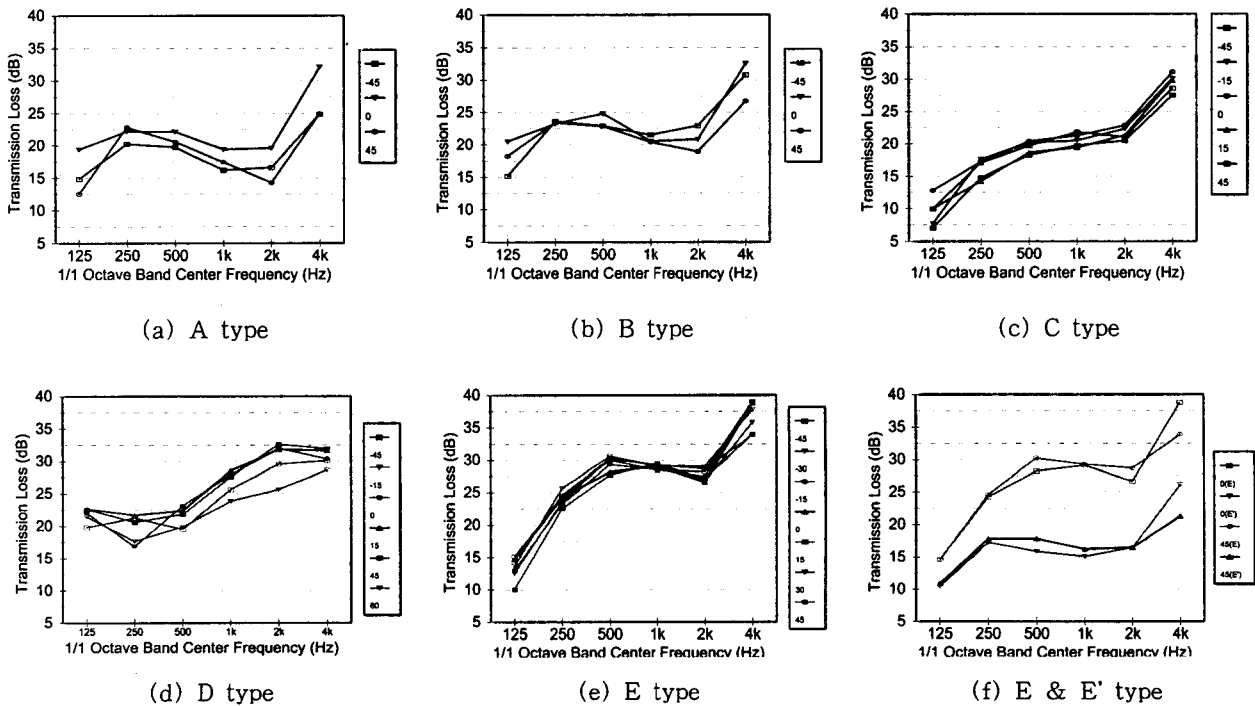 40
35
30
25
20
15
10
5
Transmission Loss (dB)
125 250 500 1k 2k 4k
1/1 Octave Band Center Frequency (Hz)
-45
0
45
(a) A type
40
35
30
25
20
15
10
5
Transmission Loss (dB)
125 250 500 1k 2k 4k
1/1 Octave Band Center Frequency (Hz)
0
45
(b) B type
40
35
30
25
20
15
10
5
Transmission Loss (dB)
125 250 500 1k 2k 4k
1/1 Octave Band Center Frequency (Hz)
-45
-15
0
15
45
(c) C type
40
35
30
25
20
15
10
5
Transmission Loss (dB)
125 250 500 1k 2k 4k
1/1 Octave Band Center Frequency (Hz)
-45
-15
0
15
45
60
(d) D type
40
35
30
25
20
15
10
5
Transmission Loss (dB)
125 250 500 1k 2k 4k
1/1 Octave Band Center Frequency (Hz)
-45
-30
-15
0
15
30
45
(e) E type
40
35
30
25
20
15
10
5
Transmission Loss (dB)
125 250 500 1k 2k 4k
1/1 Octave Band Center Frequency (Hz)
0(E)
0(E')
45(E)
45(E')
(f) E & E' type